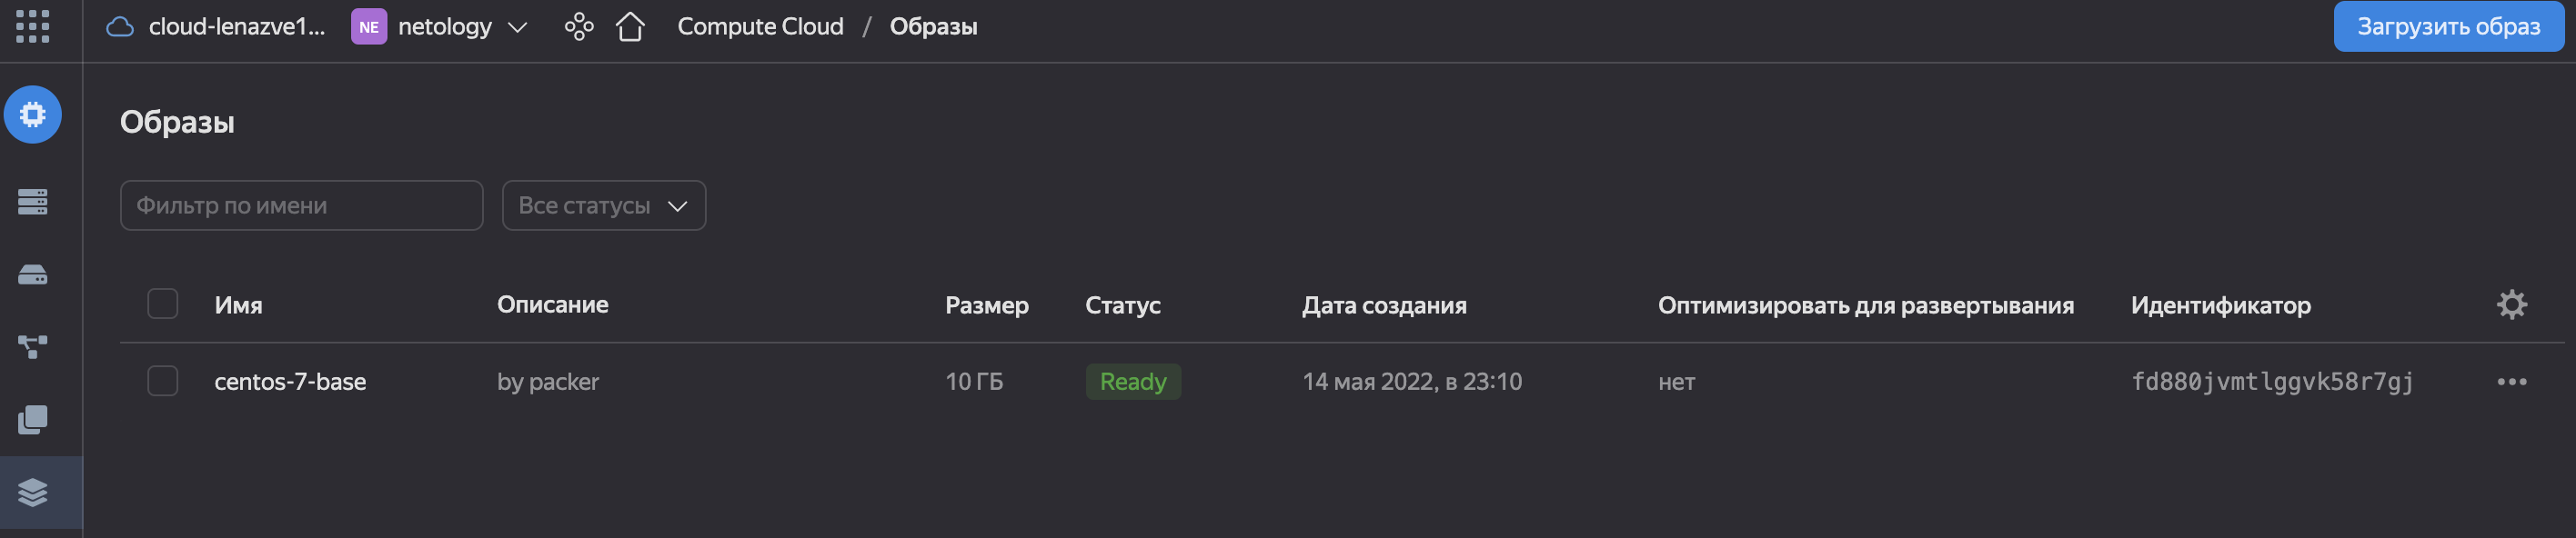 cloud-lenazve1... NE netology Compute Cloud / Образы Загрузить образ
Образы
Фильтр по имени Все статусы
Имя Описание Размер Статус Дата создания Оптимизировать для развертывания Идентификатор
centos-7-base by packer 10 ГБ Ready 14 мая 2022, в 23:10 нет fd880jvmtlggvk58r7gj